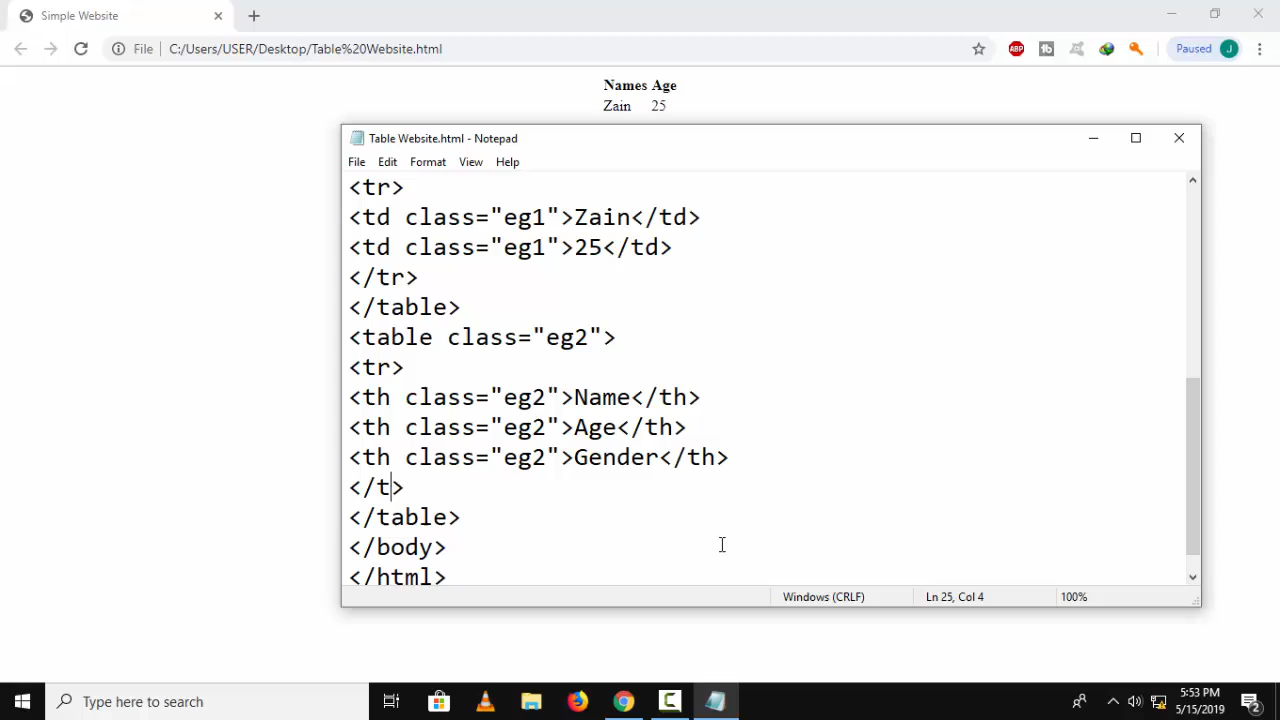 Simple Website
File
C:/Users/USER/Desktop/Table%20Website.html
ABP
Paused
J
Names Age
Zain 25
Table Website.html - Notepad
File Edit Format View Help
<tr>
<td class="eg1">Zain</td>
<td class="eg1">25</td>
</tr>
</table>
<table class="eg2">
<tr>
<th class="eg2">Name</th>
<th class="eg2">Age</th>
<th class="eg2">Gender</th>
</t>
</table>
</body>
</html>
Windows (CRLF) Ln 25, Col 4 100%
Type here to search
5:53 PM
5/15/2019
2